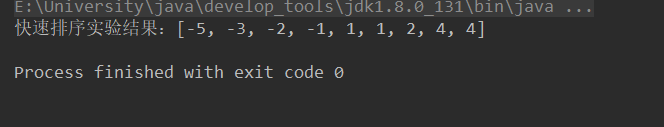 E:\University\java\develop_tools\jdk1.8.0_131\bin\java ...
快速排序实验结果：[-5, -3, -2, -1, 1, 1, 2, 4, 4]
Process finished with exit code 0